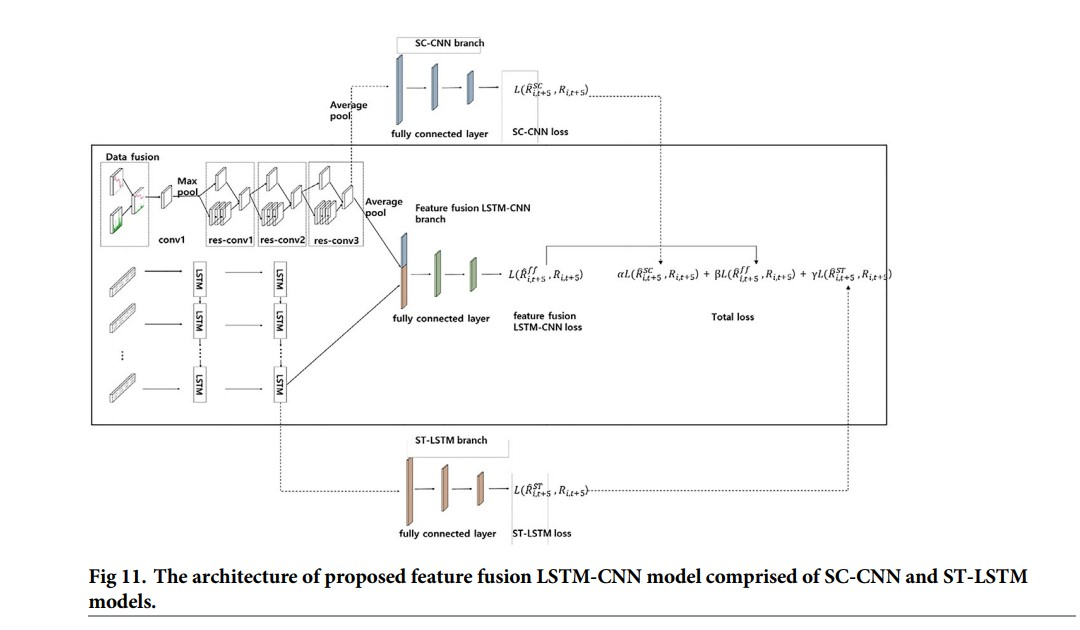 SC-CNN branch
L(R̂^SC_i,t+5 , R_i,t+5)
Average
pool
fully connected layer
SC-CNN loss
Data fusion
Max
pool
conv1
res-conv1
res-conv2
res-conv3
Average
pool
Feature fusion LSTM-CNN
branch
LSTM
LSTM
LSTM
LSTM
LSTM
LSTM
L(R̂^ff_i,t+5 , R_i,t+5)
αL(R̂^SC_i,t+5 , R_i,t+5) + βL(R̂^ff_i,t+5 , R_i,t+5) + γL(R̂^ST_i,t+5 , R_i,t+5)
fully connected layer
feature fusion
LSTM-CNN loss
Total loss
ST-LSTM branch
L(R̂^ST_i,t+5 , R_i,t+5)
fully connected layer
ST-LSTM loss
Fig 11. The architecture of proposed feature fusion LSTM-CNN model comprised of SC-CNN and ST-LSTM
models.